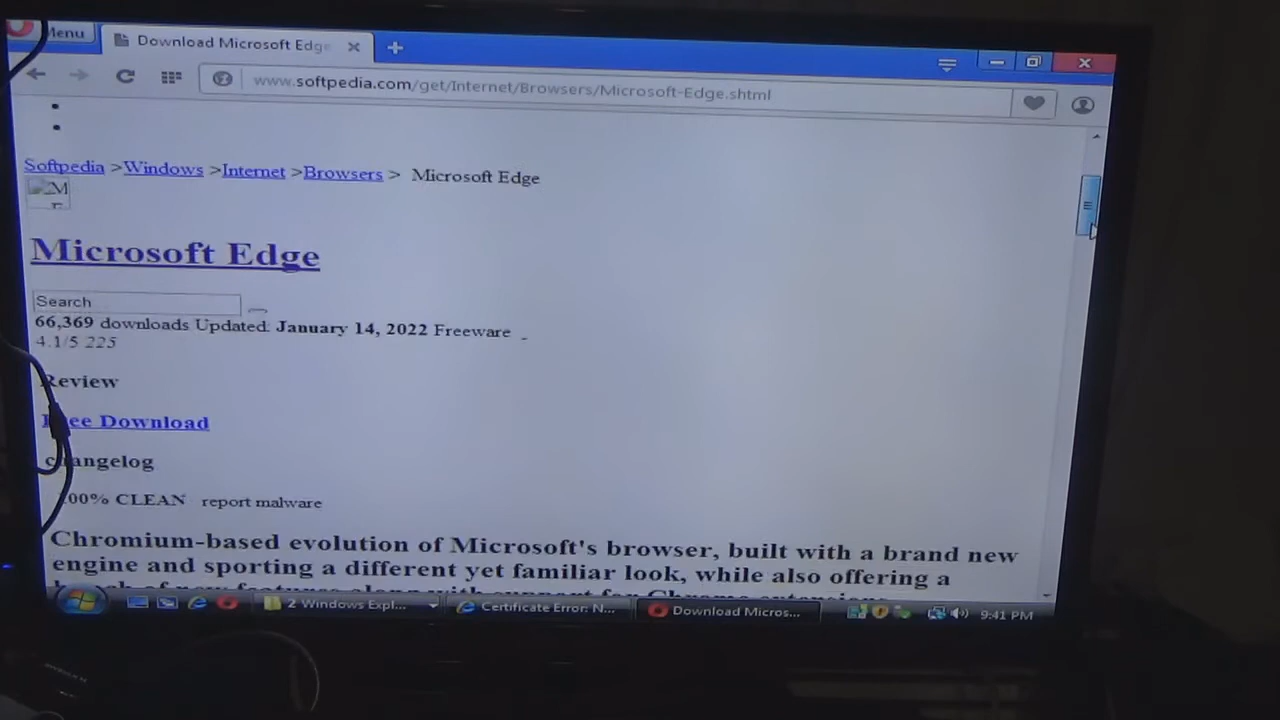 Menu
Download Microsoft Edge
www.softpedia.com/get/Internet/Browsers/Microsoft-Edge.shtml
Softpedia >Windows >Internet >Browsers > Microsoft Edge
M
Microsoft Edge
Search
66,369 downloads Updated: January 14, 2022 Freeware
4.1/5 225
Review
Free Download
changelog
100% CLEAN report malware
Chromium-based evolution of Microsoft's browser, built with a brand new
engine and sporting a different yet familiar look, while also offering a
2 Windows Expl...
Certificate Error: N...
Download Micros...
9:41 PM